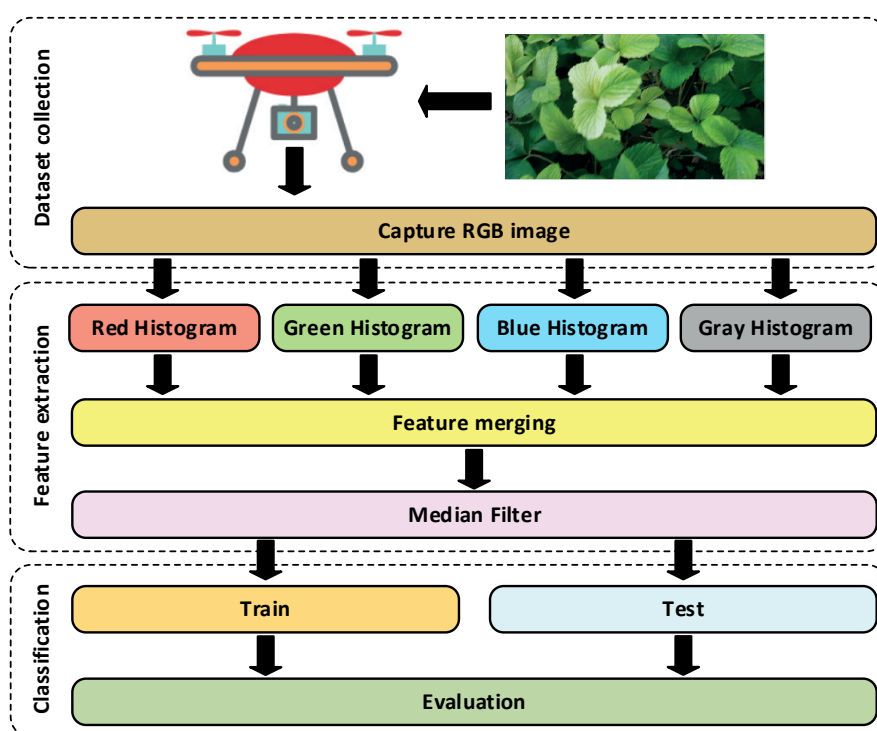 Dataset collection
Capture RGB image
Feature extraction
Red Histogram
Green Histogram
Blue Histogram
Gray Histogram
Feature merging
Median Filter
Classification
Train
Test
Evaluation